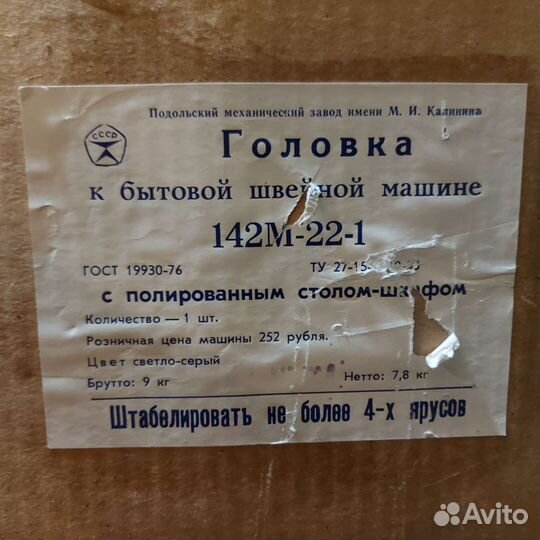 Подольский механический завод имени М. И. Калинина
СССР
Головка
к бытовой швейной машине
142М-22-1
ГОСТ 19930-76 ТУ
с полированным столом-шкафом
Количество — 1 шт.
Розничная цена машины 252 рубля.
Цвет светло-серый
Брутто: 9 кг Нетто: 7,8 кг
Штабелировать не более 4-х ярусов
Avito